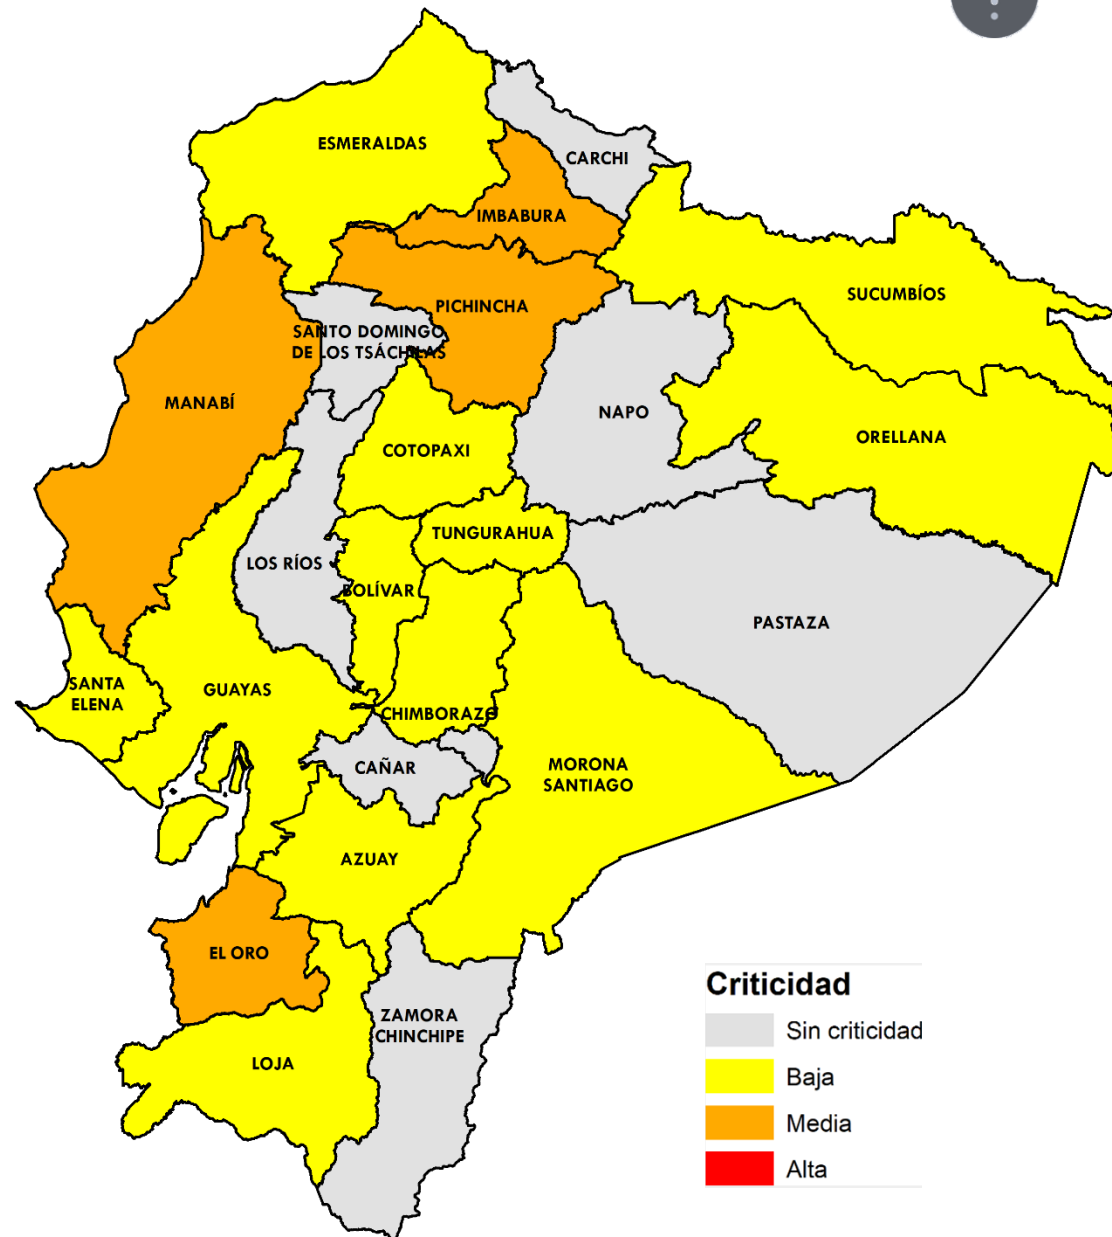 ESMERALDAS
CARCHI
IMBABURA
SUCUMBÍOS
PICHINCHA
SANTO DOMINGO
DE LOS TSÁCHILAS
MANABÍ
NAPO
ORELLANA
COTOPAXI
TUNGURAHUA
LOS RÍOS
BOLÍVAR
PASTAZA
SANTA
ELENA
GUAYAS
CHIMBORAZO
CAÑAR
MORONA
SANTIAGO
AZUAY
EL ORO
ZAMORA
CHINCHIPE
LOJA
Criticidad
Sin criticidad
Baja
Media
Alta